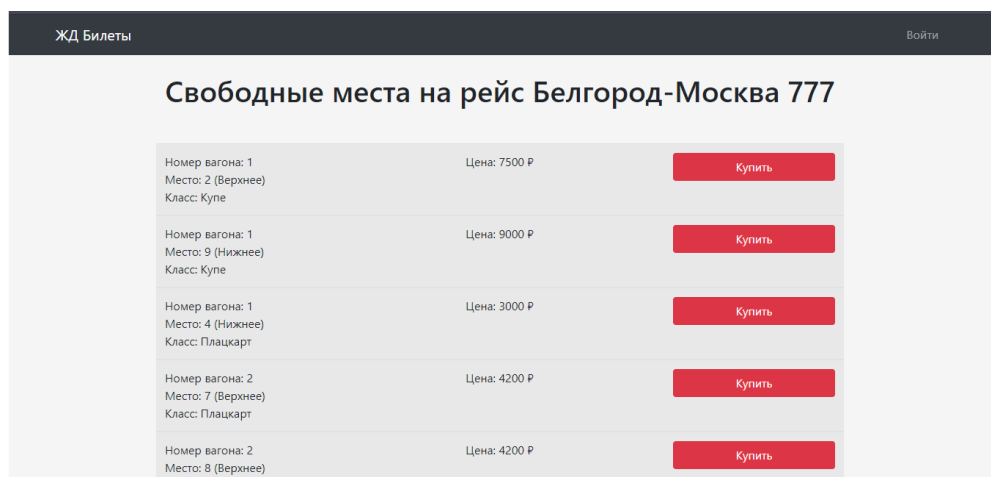 ЖД Билеты
Войти
Свободные места на рейс Белгород-Москва 777
Номер вагона: 1
Место: 2 (Верхнее)
Класс: Купе
Цена: 7500 ₽
Купить
Номер вагона: 1
Место: 9 (Нижнее)
Класс: Купе
Цена: 9000 ₽
Купить
Номер вагона: 1
Место: 4 (Нижнее)
Класс: Плацкарт
Цена: 3000 ₽
Купить
Номер вагона: 2
Место: 7 (Верхнее)
Класс: Плацкарт
Цена: 4200 ₽
Купить
Номер вагона: 2
Место: 8 (Верхнее)
Цена: 4200 ₽
Купить